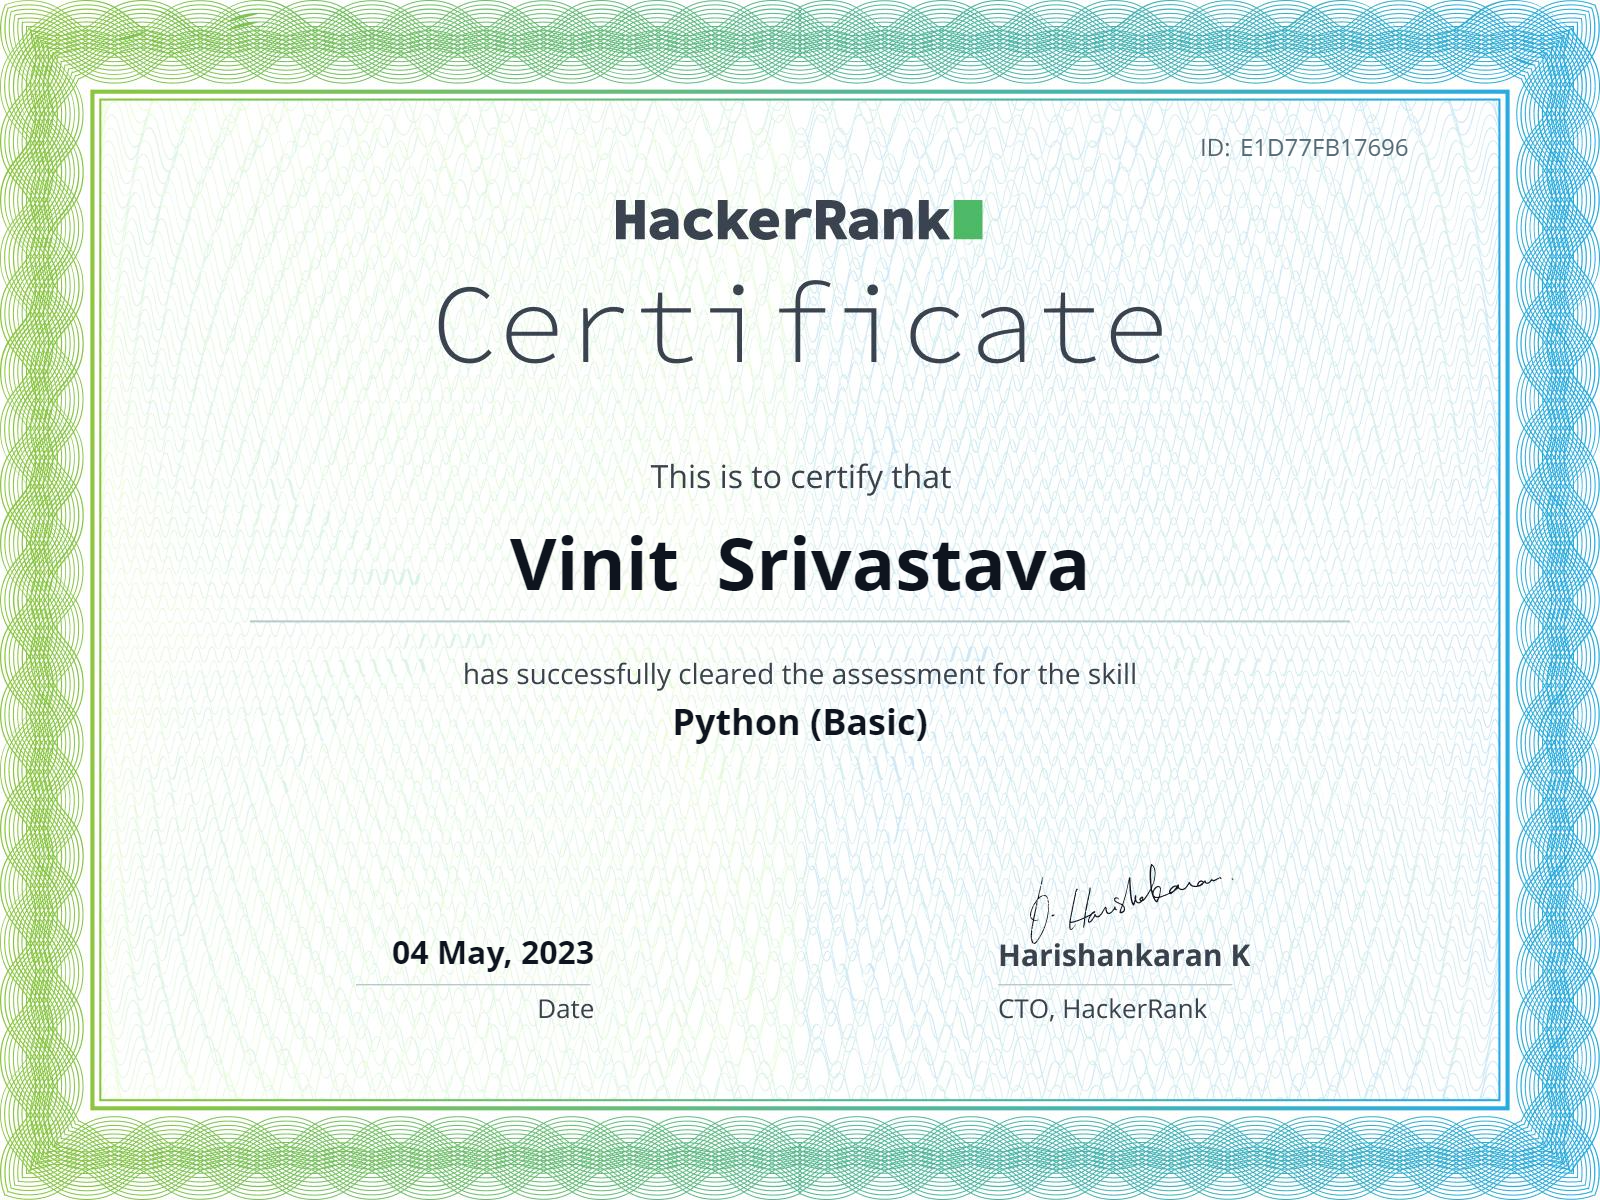 ID: E1D77FB17696
HackerRank
Certificate
This is to certify that
Vinit Srivastava
has successfully cleared the assessment for the skill
Python (Basic)
04 May, 2023
Date
Harishankaran K
CTO, HackerRank